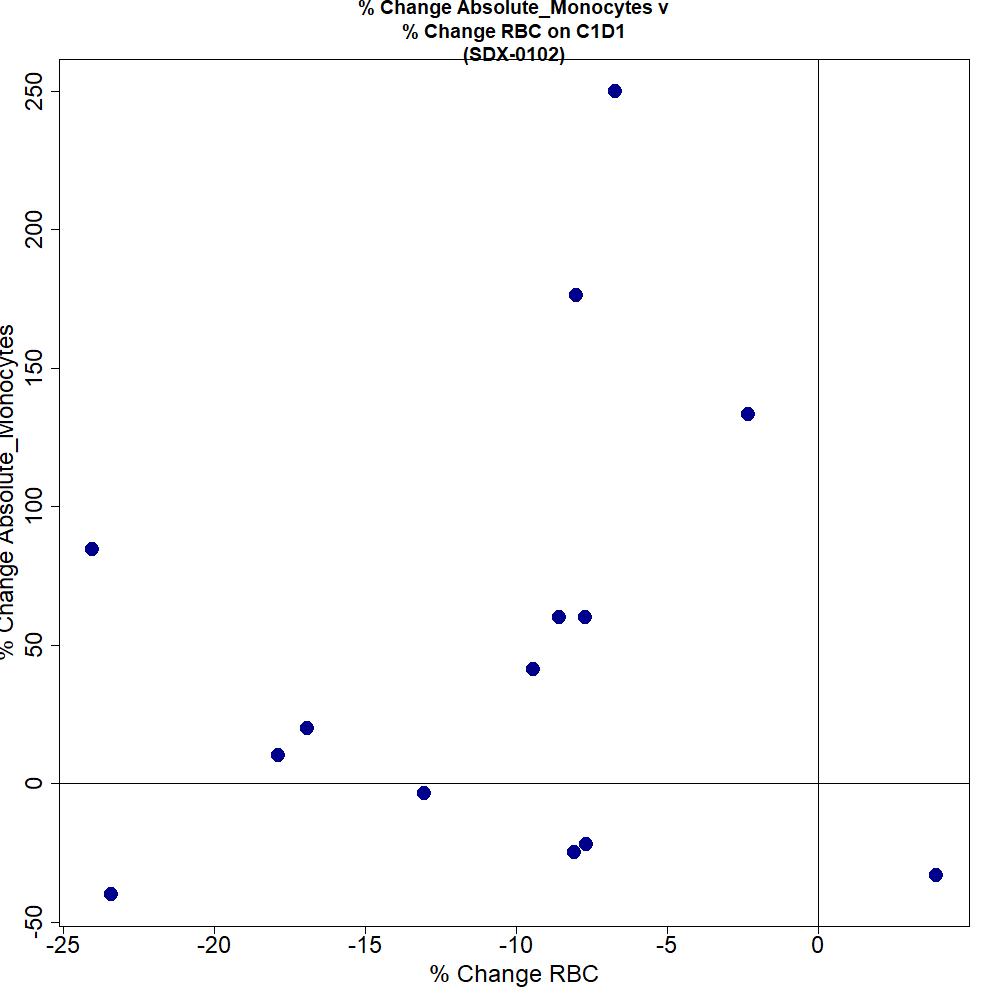 % Change Absolute_Monocytes v
% Change RBC on C1D1
(SDX-0102)
% Change Absolute_Monocytes
250
200
150
100
50
0
-50
-25 -20 -15 -10 -5 0
% Change RBC